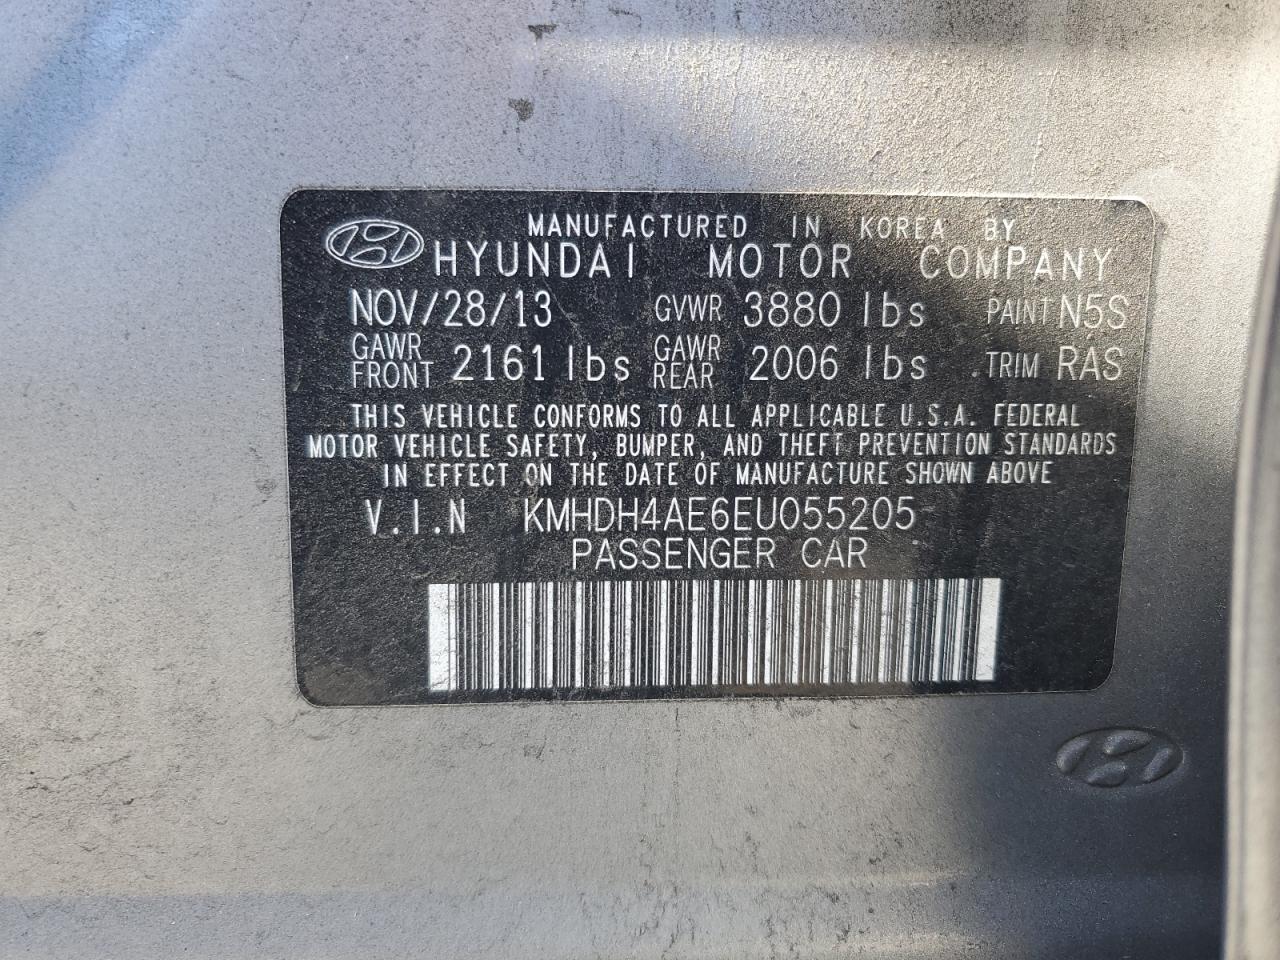 MANUFACTURED IN KOREA BY
HYUNDAI MOTOR COMPANY
NOV/28/13 GVWR 3880 lbs PAINT N5S
GAWR FRONT 2161 lbs GAWR REAR 2006 lbs TRIM RAS
THIS VEHICLE CONFORMS TO ALL APPLICABLE U.S.A. FEDERAL
MOTOR VEHICLE SAFETY, BUMPER, AND THEFT PREVENTION STANDARDS
IN EFFECT ON THE DATE OF MANUFACTURE SHOWN ABOVE
V.I.N KMHDH4AE6EU055205
PASSENGER CAR